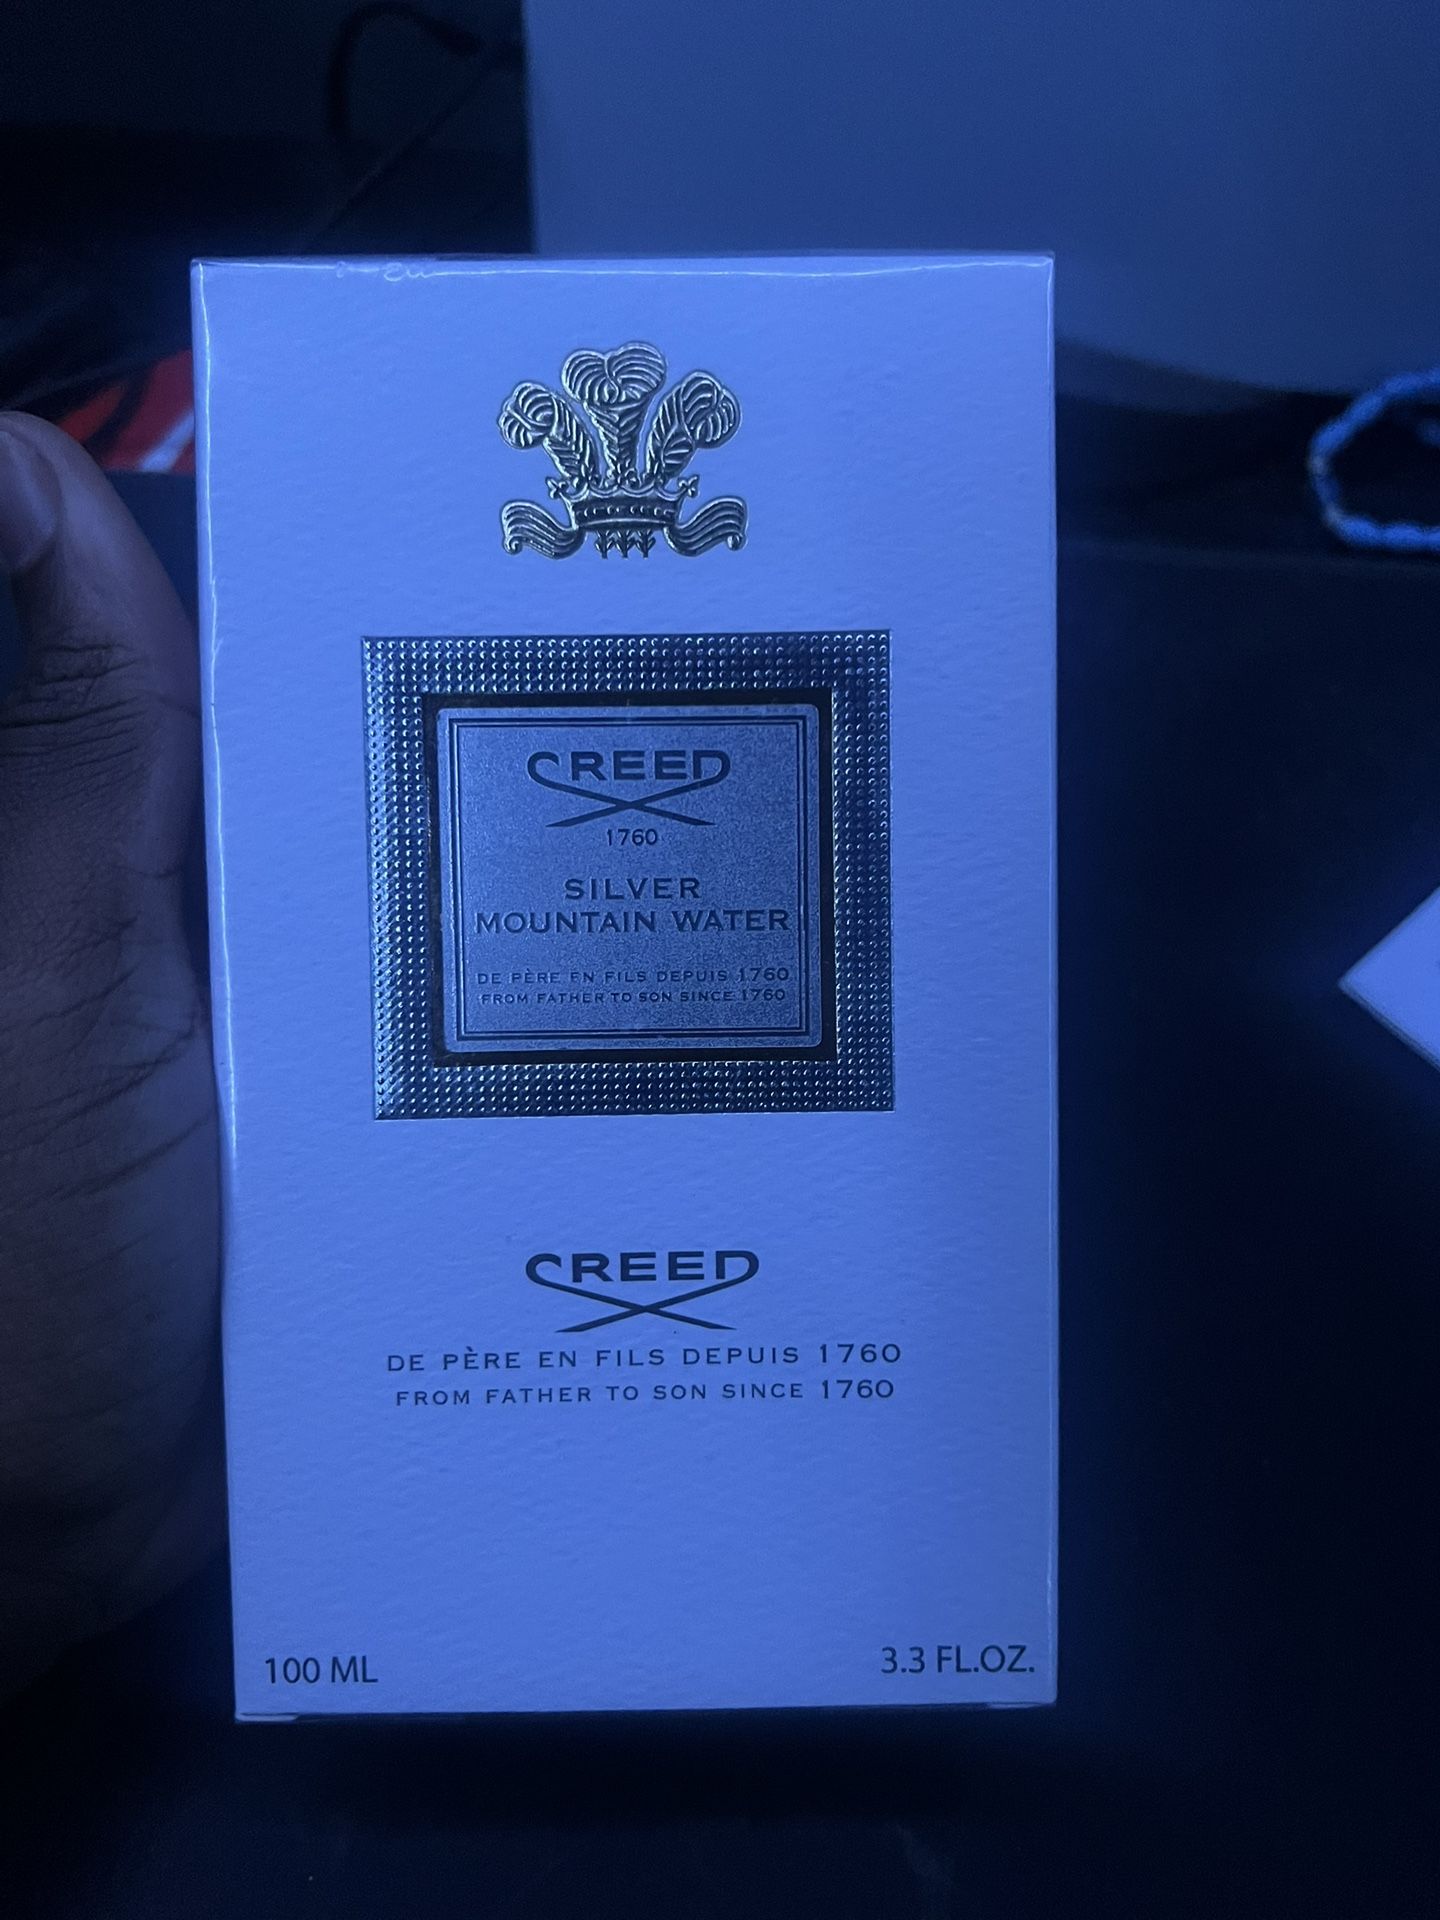 CREED
1760
SILVER
MOUNTAIN WATER
DE PÈRE EN FILS DEPUIS 1760
FROM FATHER TO SON SINCE 1760
CREED
DE PÈRE EN FILS DEPUIS 1760
FROM FATHER TO SON SINCE 1760
100 ML
3.3 FL.OZ.